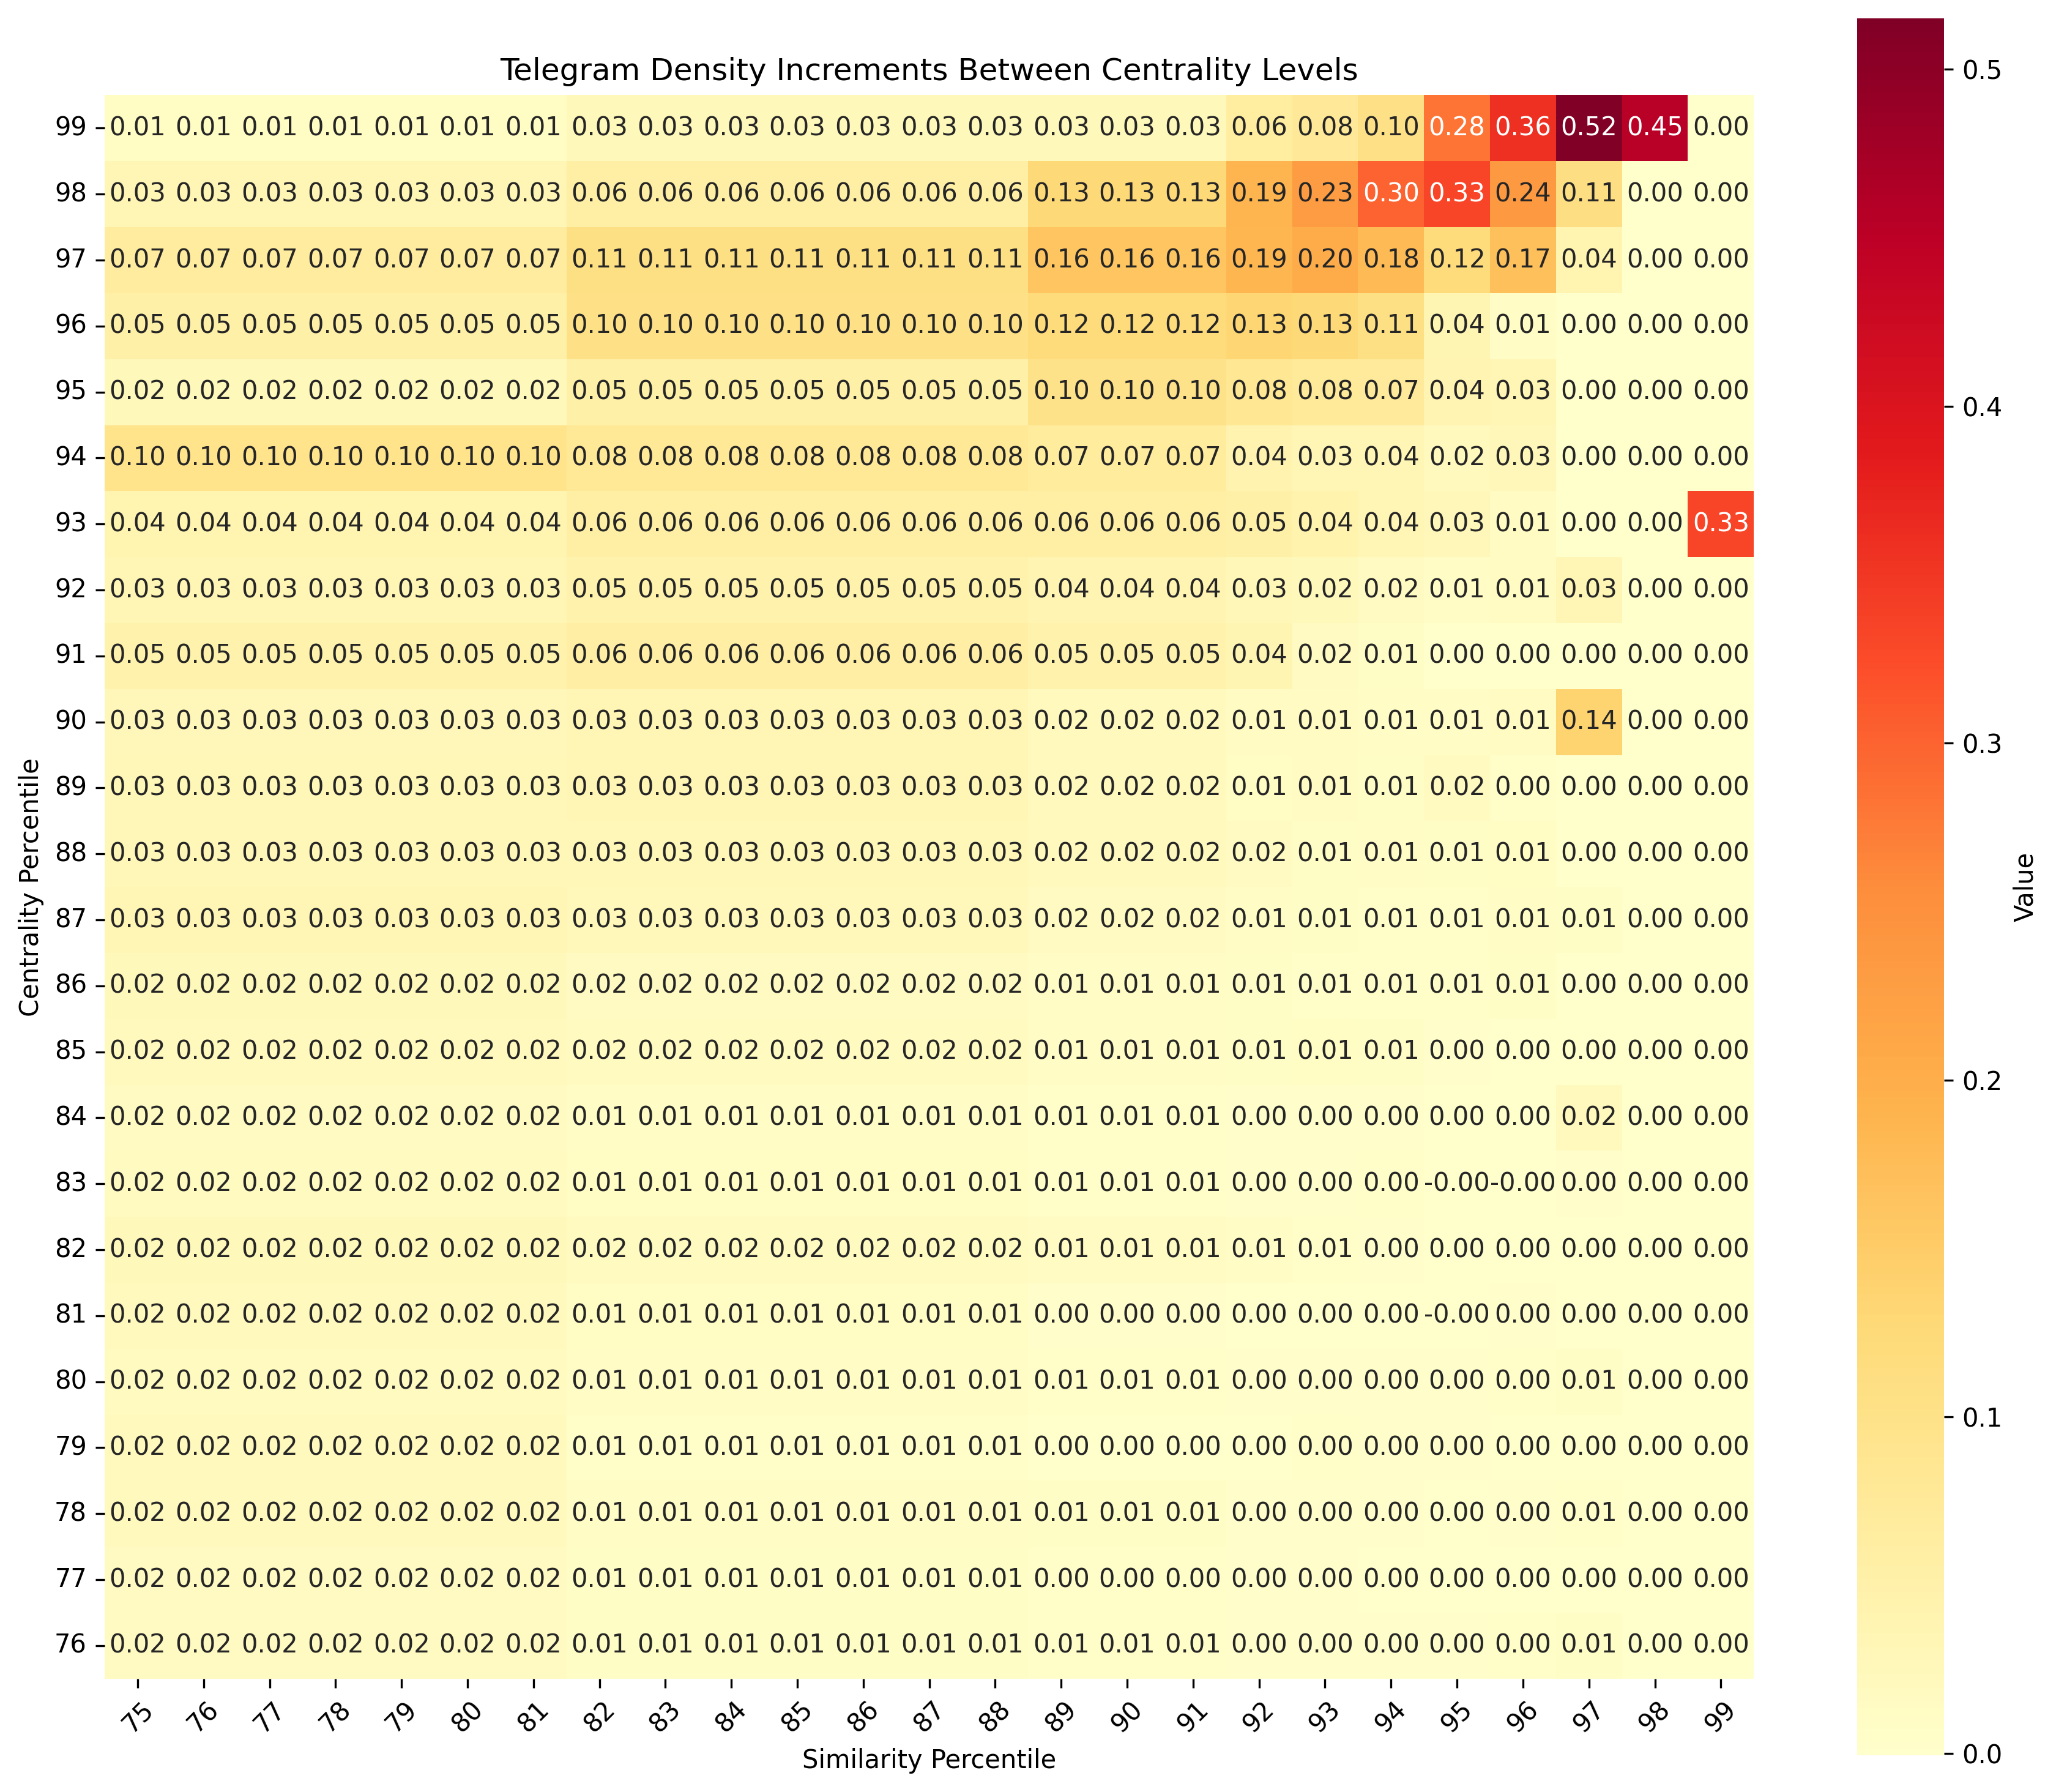 Telegram Density Increments Between Centrality Levels
99 0.01 0.01 0.01 0.01 0.01 0.01 0.01 0.03 0.03 0.03 0.03 0.03 0.03 0.03 0.03 0.03 0.03 0.06 0.08 0.10 0.28 0.36 0.52 0.45 0.00
98 0.03 0.03 0.03 0.03 0.03 0.03 0.03 0.06 0.06 0.06 0.06 0.06 0.06 0.06 0.13 0.13 0.13 0.19 0.23 0.30 0.33 0.24 0.11 0.00 0.00
97 0.07 0.07 0.07 0.07 0.07 0.07 0.07 0.11 0.11 0.11 0.11 0.11 0.11 0.11 0.16 0.16 0.16 0.19 0.20 0.18 0.12 0.17 0.04 0.00 0.00
96 0.05 0.05 0.05 0.05 0.05 0.05 0.05 0.10 0.10 0.10 0.10 0.10 0.10 0.10 0.12 0.12 0.12 0.13 0.13 0.11 0.04 0.01 0.00 0.00 0.00
95 0.02 0.02 0.02 0.02 0.02 0.02 0.02 0.05 0.05 0.05 0.05 0.05 0.05 0.05 0.10 0.10 0.10 0.08 0.08 0.07 0.04 0.03 0.00 0.00 0.00
94 0.10 0.10 0.10 0.10 0.10 0.10 0.10 0.08 0.08 0.08 0.08 0.08 0.08 0.08 0.07 0.07 0.07 0.04 0.03 0.04 0.02 0.03 0.00 0.00 0.00
93 0.04 0.04 0.04 0.04 0.04 0.04 0.04 0.06 0.06 0.06 0.06 0.06 0.06 0.06 0.06 0.06 0.06 0.05 0.04 0.04 0.03 0.01 0.00 0.00 0.33
92 0.03 0.03 0.03 0.03 0.03 0.03 0.03 0.05 0.05 0.05 0.05 0.05 0.05 0.05 0.04 0.04 0.04 0.03 0.02 0.02 0.01 0.01 0.03 0.00 0.00
91 0.05 0.05 0.05 0.05 0.05 0.05 0.05 0.06 0.06 0.06 0.06 0.06 0.06 0.06 0.05 0.05 0.05 0.04 0.02 0.01 0.00 0.00 0.00 0.00 0.00
90 0.03 0.03 0.03 0.03 0.03 0.03 0.03 0.03 0.03 0.03 0.03 0.03 0.03 0.03 0.02 0.02 0.02 0.01 0.01 0.01 0.01 0.01 0.14 0.00 0.00
89 0.03 0.03 0.03 0.03 0.03 0.03 0.03 0.03 0.03 0.03 0.03 0.03 0.03 0.03 0.02 0.02 0.02 0.01 0.01 0.01 0.02 0.00 0.00 0.00 0.00
88 0.03 0.03 0.03 0.03 0.03 0.03 0.03 0.03 0.03 0.03 0.03 0.03 0.03 0.03 0.02 0.02 0.02 0.02 0.01 0.01 0.01 0.01 0.00 0.00 0.00
87 0.03 0.03 0.03 0.03 0.03 0.03 0.03 0.03 0.03 0.03 0.03 0.03 0.03 0.03 0.02 0.02 0.02 0.01 0.01 0.01 0.01 0.01 0.01 0.00 0.00
86 0.02 0.02 0.02 0.02 0.02 0.02 0.02 0.02 0.02 0.02 0.02 0.02 0.02 0.02 0.01 0.01 0.01 0.01 0.01 0.01 0.01 0.01 0.00 0.00 0.00
85 0.02 0.02 0.02 0.02 0.02 0.02 0.02 0.02 0.02 0.02 0.02 0.02 0.02 0.02 0.01 0.01 0.01 0.01 0.01 0.01 0.00 0.00 0.00 0.00 0.00
84 0.02 0.02 0.02 0.02 0.02 0.02 0.02 0.01 0.01 0.01 0.01 0.01 0.01 0.01 0.01 0.01 0.01 0.00 0.00 0.00 0.00 0.00 0.02 0.00 0.00
83 0.02 0.02 0.02 0.02 0.02 0.02 0.02 0.01 0.01 0.01 0.01 0.01 0.01 0.01 0.01 0.01 0.01 0.00 0.00 0.00 -0.00 -0.00 0.00 0.00 0.00
82 0.02 0.02 0.02 0.02 0.02 0.02 0.02 0.02 0.02 0.02 0.02 0.02 0.02 0.02 0.01 0.01 0.01 0.01 0.01 0.00 0.00 0.00 0.00 0.00 0.00
81 0.02 0.02 0.02 0.02 0.02 0.02 0.02 0.01 0.01 0.01 0.01 0.01 0.01 0.01 0.00 0.00 0.00 0.00 0.00 0.00 -0.00 0.00 0.00 0.00 0.00
80 0.02 0.02 0.02 0.02 0.02 0.02 0.02 0.01 0.01 0.01 0.01 0.01 0.01 0.01 0.01 0.01 0.01 0.00 0.00 0.00 0.00 0.00 0.01 0.00 0.00
79 0.02 0.02 0.02 0.02 0.02 0.02 0.02 0.01 0.01 0.01 0.01 0.01 0.01 0.01 0.00 0.00 0.00 0.00 0.00 0.00 0.00 0.00 0.00 0.00 0.00
78 0.02 0.02 0.02 0.02 0.02 0.02 0.02 0.01 0.01 0.01 0.01 0.01 0.01 0.01 0.01 0.01 0.01 0.00 0.00 0.00 0.00 0.00 0.01 0.00 0.00
77 0.02 0.02 0.02 0.02 0.02 0.02 0.02 0.01 0.01 0.01 0.01 0.01 0.01 0.01 0.00 0.00 0.00 0.00 0.00 0.00 0.00 0.00 0.00 0.00 0.00
76 0.02 0.02 0.02 0.02 0.02 0.02 0.02 0.01 0.01 0.01 0.01 0.01 0.01 0.01 0.01 0.01 0.01 0.00 0.00 0.00 0.00 0.00 0.01 0.00 0.00
75 76 77 78 79 80 81 82 83 84 85 86 87 88 89 90 91 92 93 94 95 96 97 98 99
Similarity Percentile
Centrality Percentile
0.5
0.4
0.3
0.2
0.1
0.0
Value